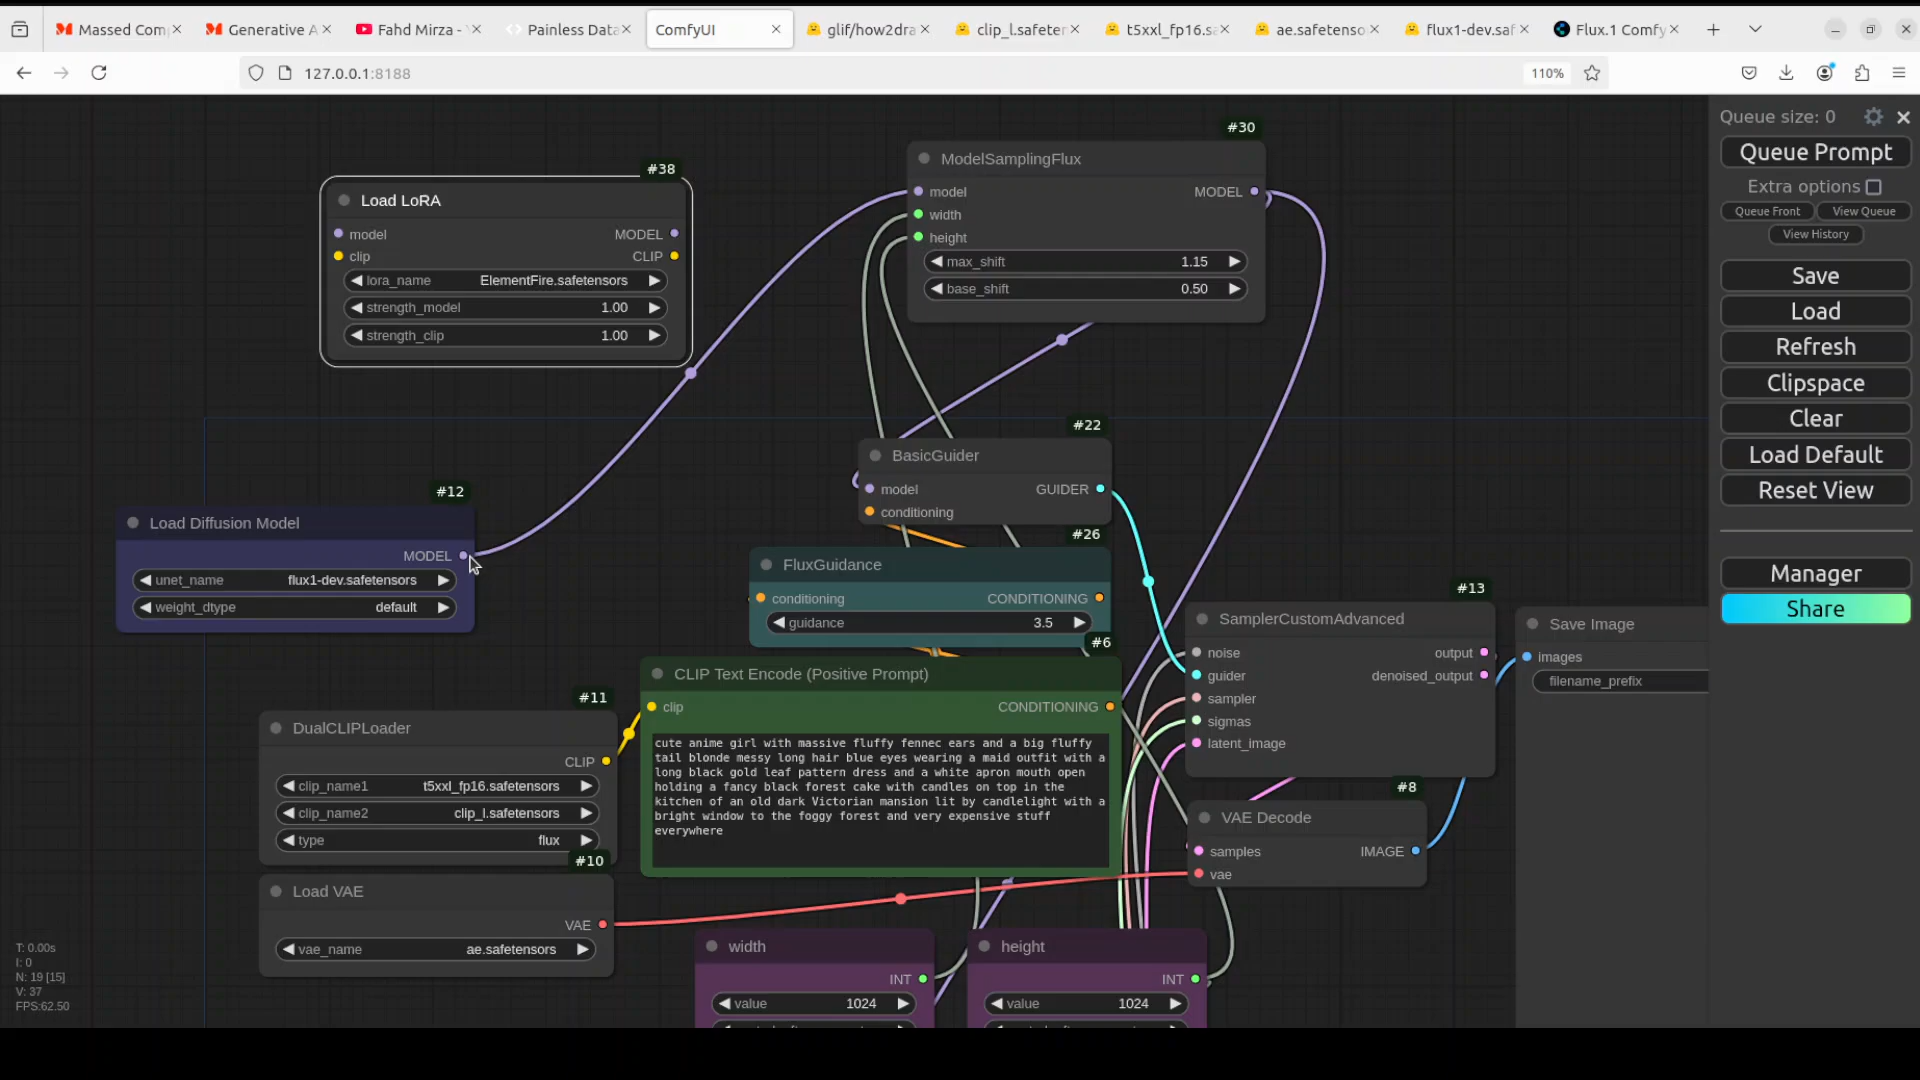 Massed Com
Generative A
Fahd Mirza -
Painless Data
ComfyUI
glif/how2dra
clip_l.safeter
t5xxl_fp16.sa
ae.safetenso
flux1-dev.saf
Flux.1 Comfy
127.0.0.1:8188
110%
Queue size: 0
Queue Prompt
Extra options
Queue Front
View Queue
View History
Save
Load
Refresh
Clipspace
Clear
Load Default
Reset View
Manager
Share
#38
Load LoRA
model
MODEL
clip
CLIP
lora_name
ElementFire.safetensors
strength_model
1.00
strength_clip
1.00
#30
ModelSamplingFlux
model
MODEL
width
height
max_shift
1.15
base_shift
0.50
#22
BasicGuider
model
GUIDER
conditioning
#12
Load Diffusion Model
MODEL
unet_name
flux1-dev.safetensors
weight_dtype
default
#26
FluxGuidance
conditioning
CONDITIONING
guidance
3.5
#6
CLIP Text Encode (Positive Prompt)
clip
CONDITIONING
cute anime girl with massive fluffy fennec ears and a big fluffy
tail blonde messy long hair blue eyes wearing a maid outfit with a
long black gold leaf pattern dress and a white apron mouth open
holding a fancy black forest cake with candles on top in the
kitchen of an old dark Victorian mansion lit by candlelight with a
bright window to the foggy forest and very expensive stuff
everywhere
#13
SamplerCustomAdvanced
noise
output
guider
denoised_output
sampler
sigmas
latent_image
Save Image
images
filename_prefix
#11
DualCLIPLoader
CLIP
clip_name1
t5xxl_fp16.safetensors
clip_name2
clip_l.safetensors
type
flux
#8
VAE Decode
samples
IMAGE
vae
#10
Load VAE
VAE
vae_name
ae.safetensors
width
INT
value
1024
height
INT
value
1024
T: 0.00s
I: 0
N: 19 [15]
V: 37
FPS:62.50